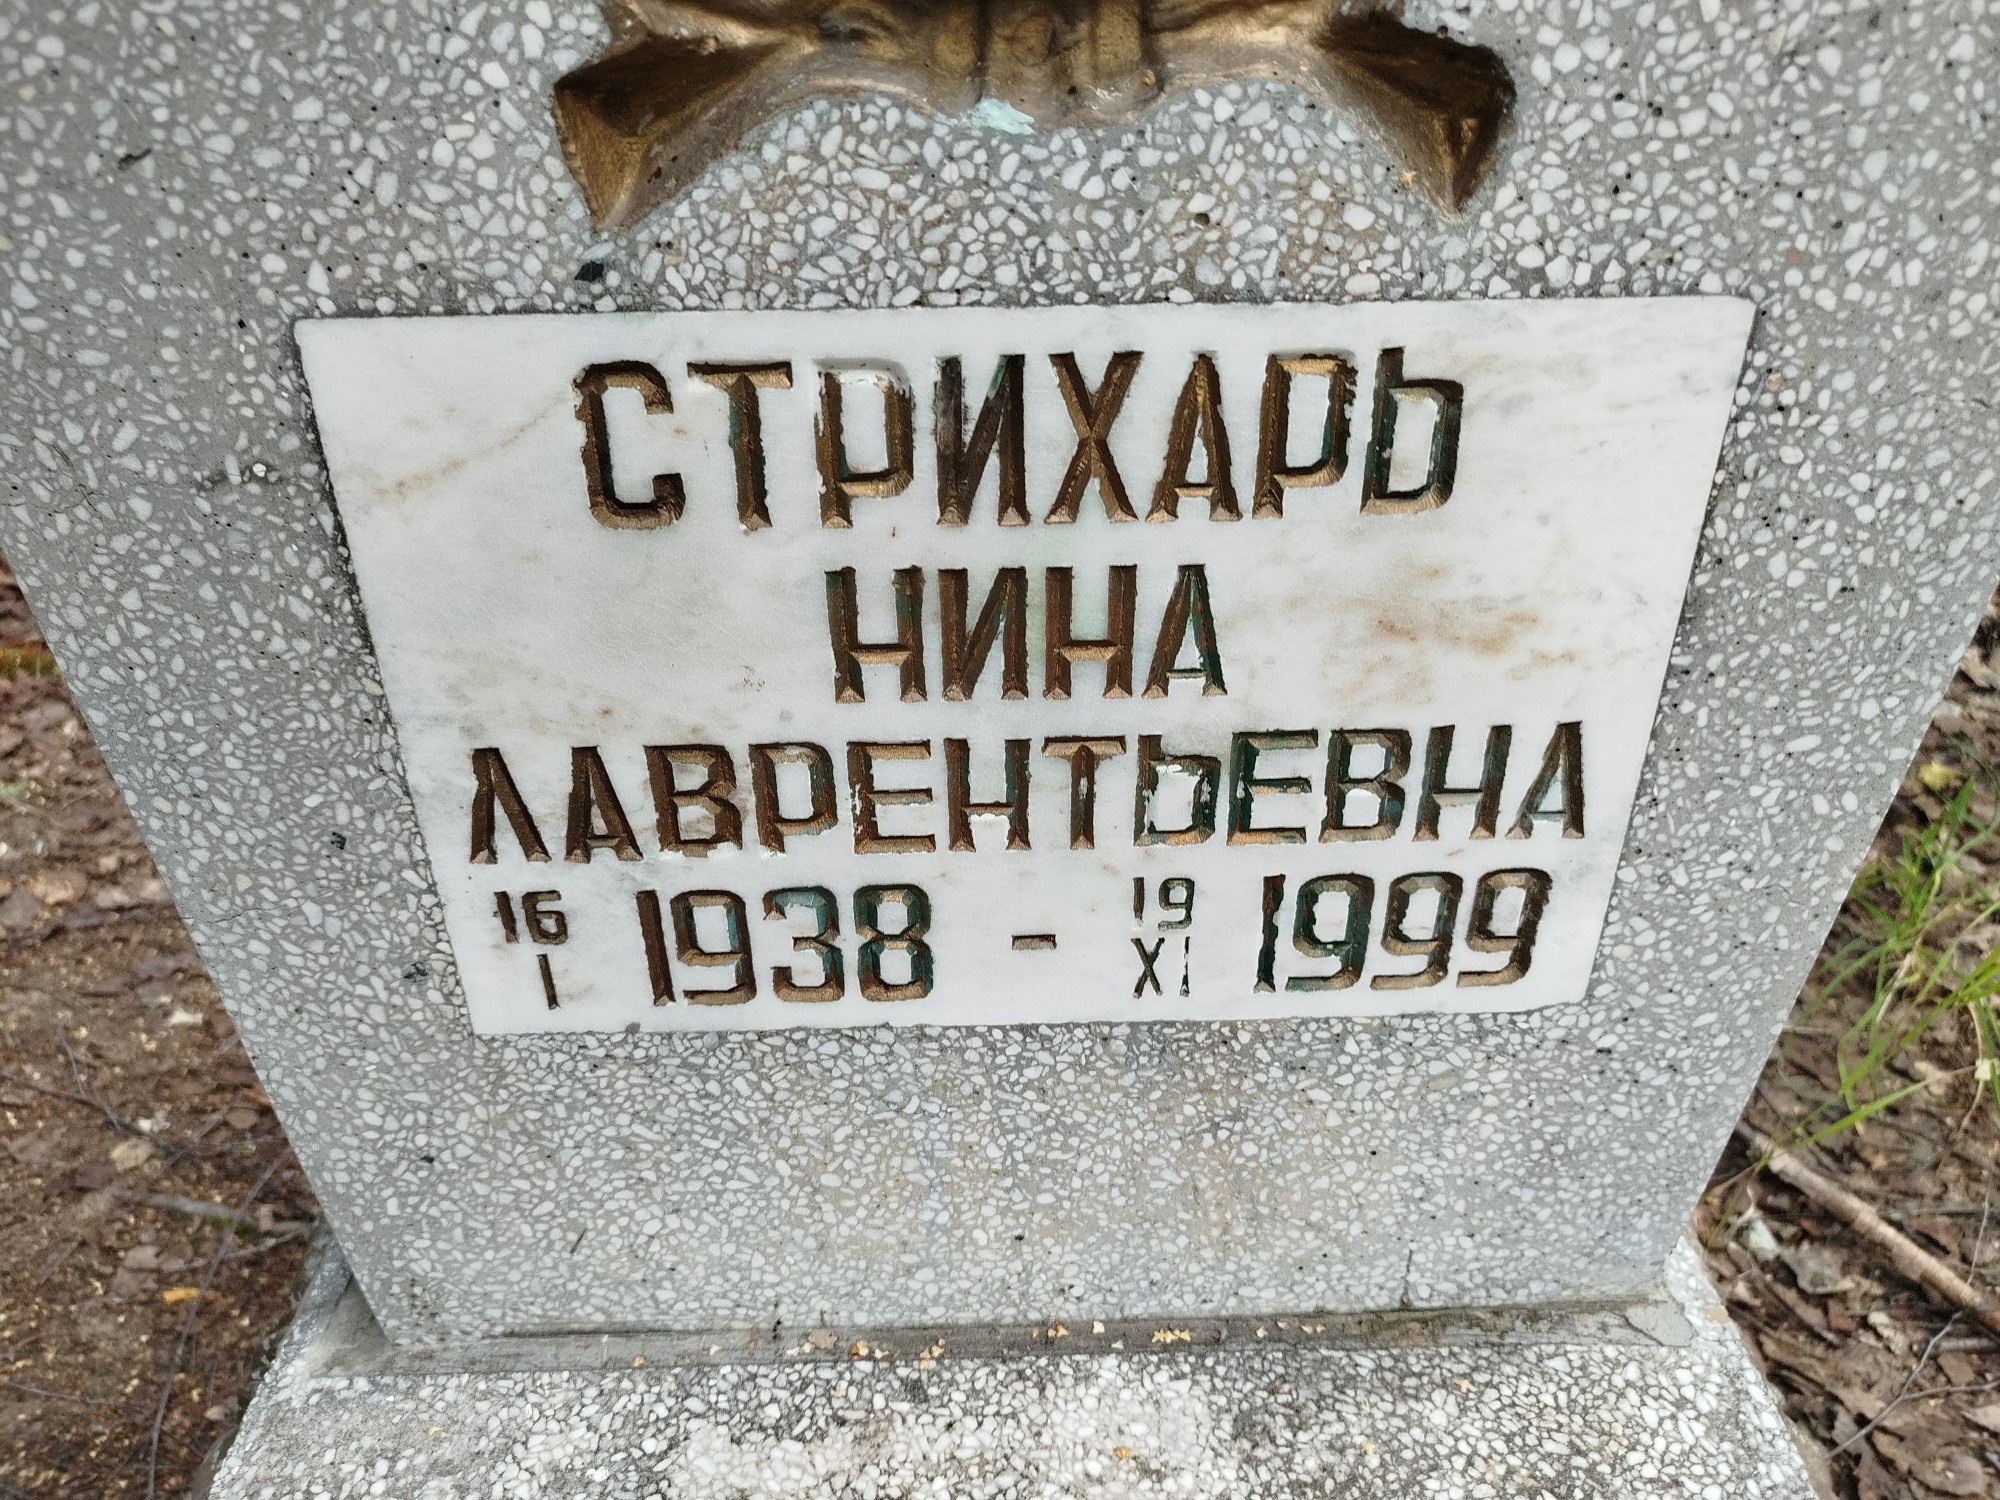 СТРИХАРЬ
НИНА
ЛАВРЕНТЬЕВНА
16 I 1938 - 19 XI 1999